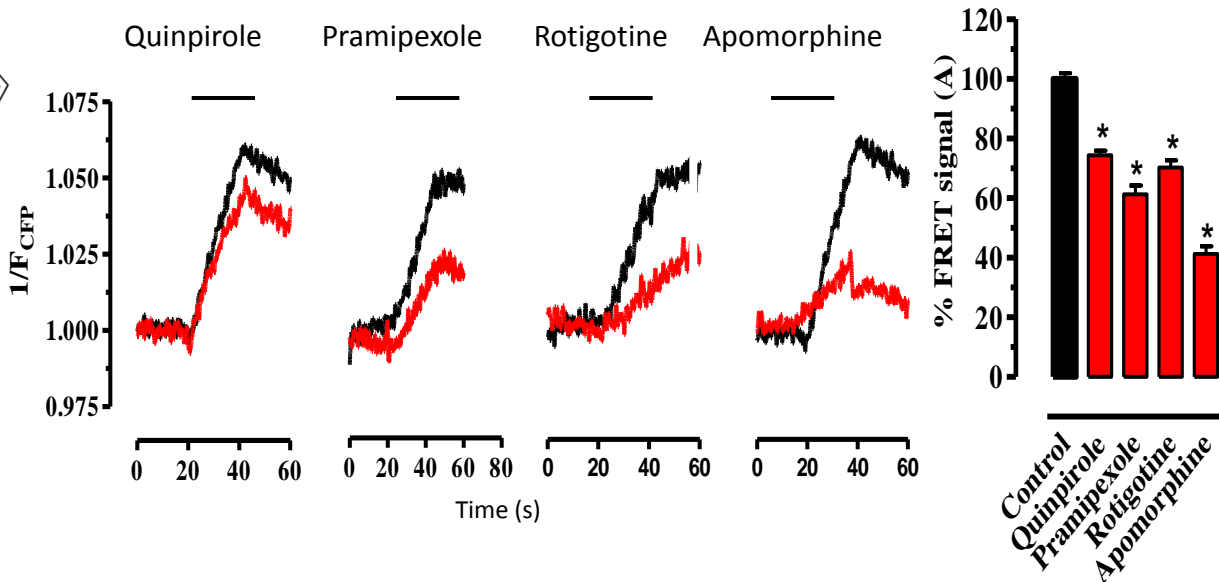 Quinpirole Pramipexole Rotigotine Apomorphine
1/F_CFP
1.075
1.050
1.025
1.000
0.975
0 20 40 60
0 20 40 60 80
0 20 40 60
0 20 40 60
Time (s)
% FRET signal (A)
120
100
80
60
40
20
0
* * * *
Control
Quinpirole
Pramipexole
Rotigotine
Apomorphine